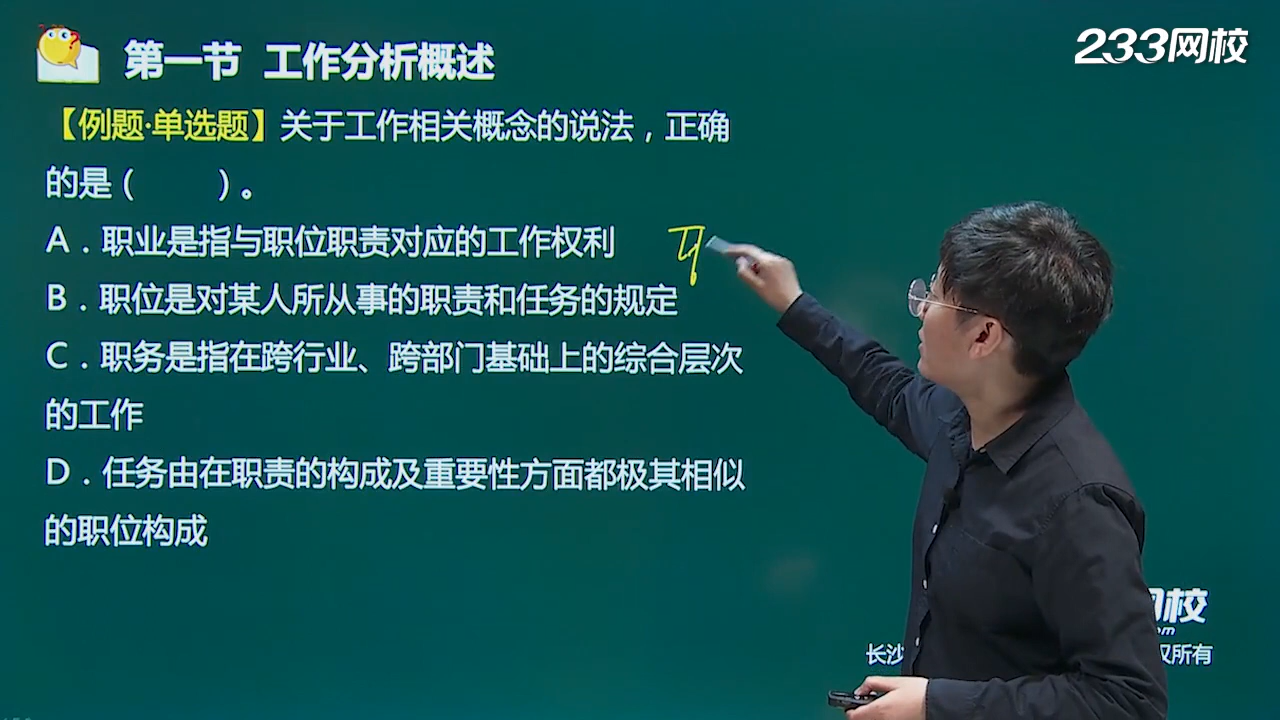 233网校
第一节 工作分析概述
【例题·单选题】关于工作相关概念的说法，正确
的是（ ）。
A．职业是指与职位职责对应的工作权利
B．职位是对某人所从事的职责和任务的规定
C．职务是指在跨行业、跨部门基础上的综合层次
的工作
D．任务由在职责的构成及重要性方面都极其相似
的职位构成
网校
om
长沙
权所有